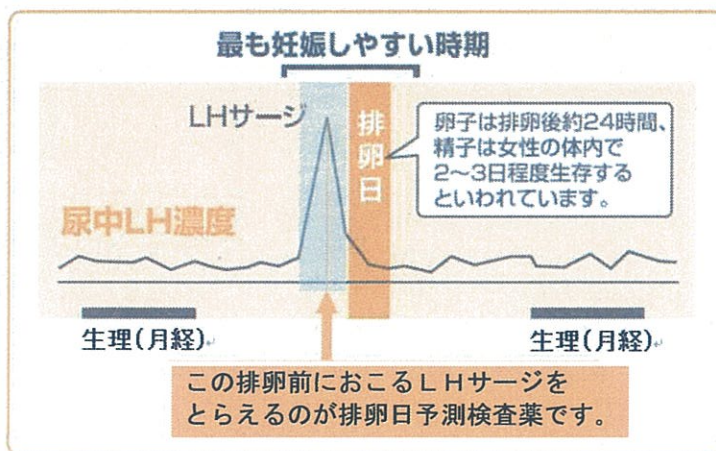 最も妊娠しやすい時期
LHサージ
排卵日
卵子は排卵後約24時間、
精子は女性の体内で
2〜3日程度生存する
といわれています。
尿中LH濃度
生理(月経)
生理(月経)
この排卵前におこるＬＨサージを
とらえるのが排卵日予測検査薬です。